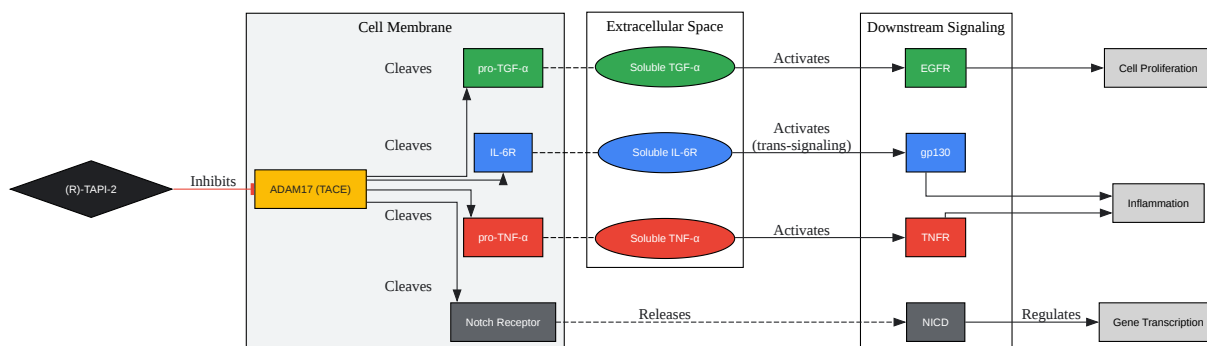 Cell Membrane
Extracellular Space
Downstream Signaling
Cleaves
pro-TGF-α
Soluble TGF-α
Activates
EGFR
Cell Proliferation
Cleaves
IL-6R
Soluble IL-6R
Activates
(trans-signaling)
gp130
(R)-TAPI-2
Inhibits
ADAM17 (TACE)
Cleaves
pro-TNF-α
Soluble TNF-α
Activates
TNFR
Inflammation
Cleaves
Notch Receptor
Releases
NICD
Regulates
Gene Transcription